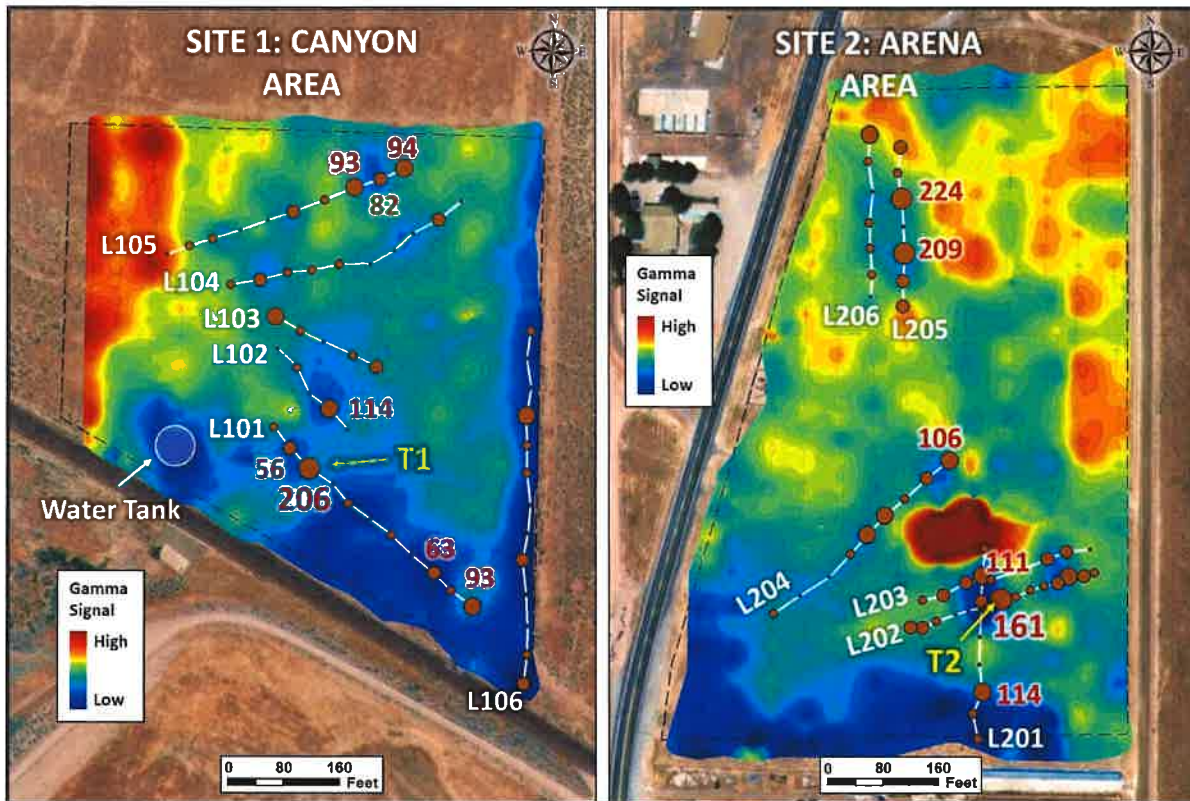 SITE 1: CANYON
AREA
N
W
E
S
93
94
82
L105
L104
L103
L102
114
L101
56
T1
206
Water Tank
63
93
L106
Gamma
Signal
High
Low
0 80 160
Feet
SITE 2: ARENA
AREA
N
W
E
S
224
209
L206
L205
Gamma
Signal
High
Low
106
111
L204
L203
L202
161
T2
114
L201
0 80 160
Feet